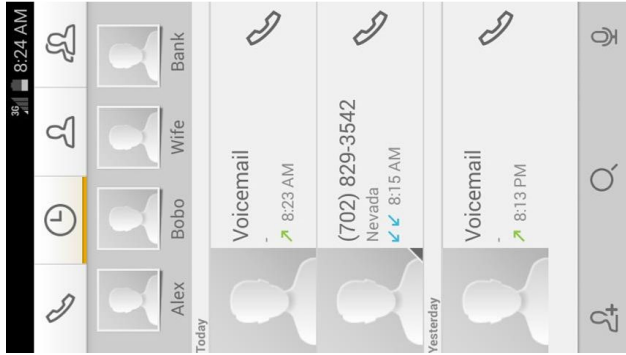 3G 8:24 AM
Alex Bobo Wife Bank
Today
Voicemail
-
8:23 AM
(702) 829-3542
Nevada
8:15 AM
Yesterday
Voicemail
-
8:13 PM